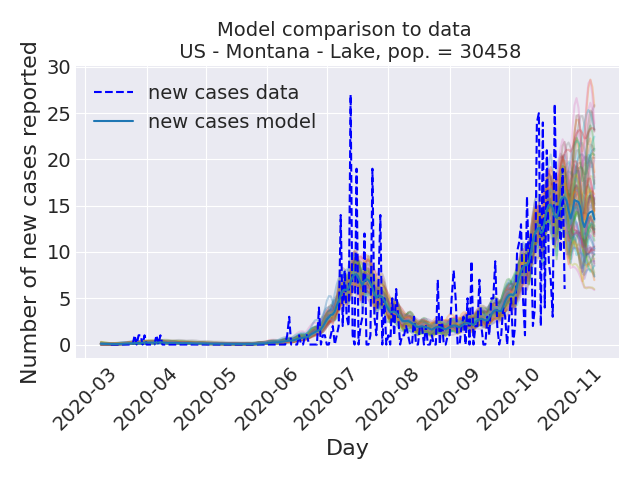 Model comparison to data
US - Montana - Lake, pop. = 30458
Number of new cases reported
30
25
20
15
10
5
0
new cases data
new cases model
2020-03
2020-04
2020-05
2020-06
2020-07
2020-08
2020-09
2020-10
2020-11
Day